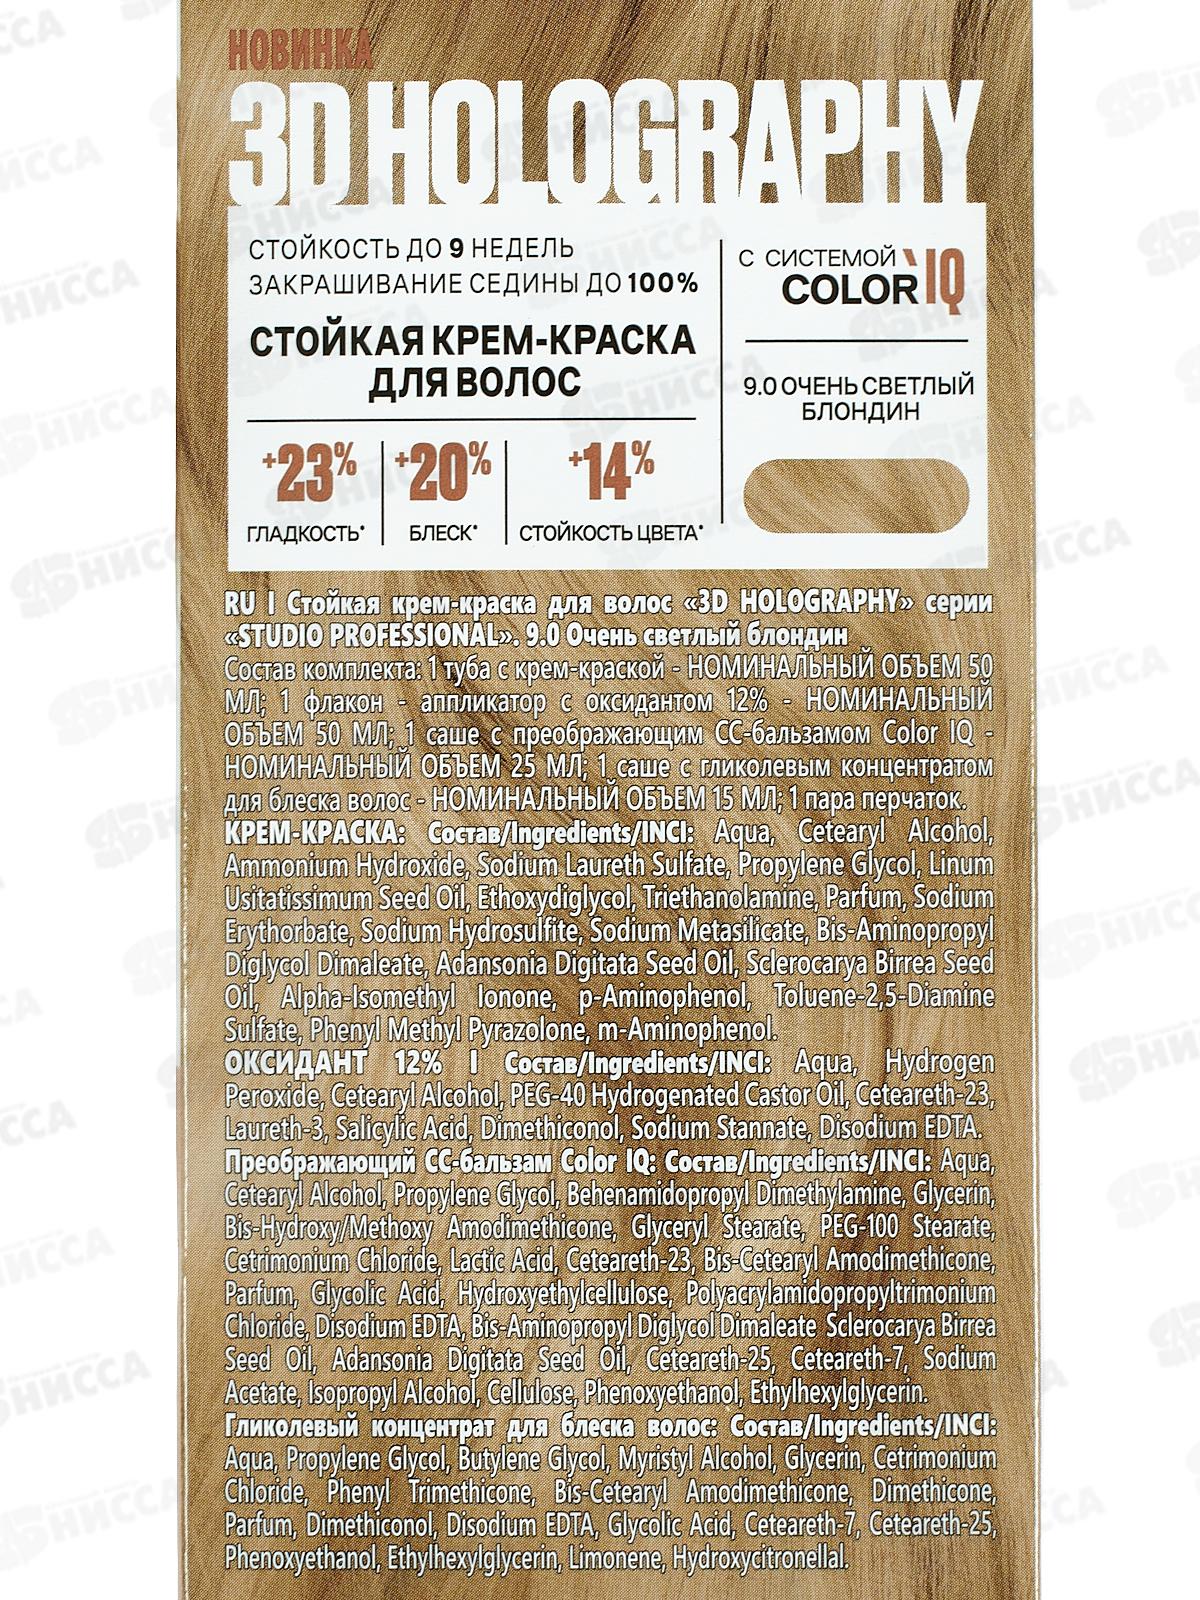 НОВИНКА
3D HOLOGRAPHY
СТОЙКОСТЬ ДО 9 НЕДЕЛЬ
ЗАКРАШИВАНИЕ СЕДИНЫ ДО 100%
СТОЙКАЯ КРЕМ-КРАСКА
ДЛЯ ВОЛОС
+23%
ГЛАДКОСТЬ*
+20%
БЛЕСК*
+14%
СТОЙКОСТЬ ЦВЕТА*
С СИСТЕМОЙ
COLOR`IQ
9.0 ОЧЕНЬ СВЕТЛЫЙ
БЛОНДИН
RU | Стойкая крем-краска для волос «3D HOLOGRAPHY» серии
«STUDIO PROFESSIONAL». 9.0 Очень светлый блондин
Состав комплекта: 1 туба с крем-краской - НОМИНАЛЬНЫЙ ОБЪЕМ 50
МЛ; 1 флакон - аппликатор с оксидантом 12% - НОМИНАЛЬНЫЙ
ОБЪЕМ 50 МЛ; 1 саше с преображающим СС-бальзамом Color IQ -
НОМИНАЛЬНЫЙ ОБЪЕМ 25 МЛ; 1 саше с гликолевым концентратом
для блеска волос - НОМИНАЛЬНЫЙ ОБЪЕМ 15 МЛ; 1 пара перчаток.
КРЕМ-КРАСКА: Состав/Ingredients/INCI: Aqua, Cetearyl Alcohol,
Ammonium Hydroxide, Sodium Laureth Sulfate, Propylene Glycol, Linum
Usitatissimum Seed Oil, Ethoxydiglycol, Triethanolamine, Parfum, Sodium
Erythorbate, Sodium Hydrosulfite, Sodium Metasilicate, Bis-Aminopropyl
Diglycol Dimaleate, Adansonia Digitata Seed Oil, Sclerocarya Birrea Seed
Oil, Alpha-Isomethyl Ionone, p-Aminophenol, Toluene-2,5-Diamine
Sulfate, Phenyl Methyl Pyrazolone, m-Aminophenol.
ОКСИДАНТ 12% | Состав/Ingredients/INCI: Aqua, Hydrogen
Peroxide, Cetearyl Alcohol, PEG-40 Hydrogenated Castor Oil, Ceteareth-23,
Laureth-3, Salicylic Acid, Dimethiconol, Sodium Stannate, Disodium EDTA.
Преображающий СС-бальзам Color IQ: Состав/Ingredients/INCI: Aqua,
Cetearyl Alcohol, Propylene Glycol, Behenamidopropyl Dimethylamine, Glycerin,
Bis-Hydroxy/Methoxy Amodimethicone, Glyceryl Stearate, PEG-100 Stearate,
Cetrimonium Chloride, Lactic Acid, Ceteareth-23, Bis-Cetearyl Amodimethicone,
Parfum, Glycolic Acid, Hydroxyethylcellulose, Polyacrylamidopropyltrimonium
Chloride, Disodium EDTA, Bis-Aminopropyl Diglycol Dimaleate Sclerocarya Birrea
Seed Oil, Adansonia Digitata Seed Oil, Ceteareth-25, Ceteareth-7, Sodium
Acetate, Isopropyl Alcohol, Cellulose, Phenoxyethanol, Ethylhexylglycerin.
Гликолевый концентрат для блеска волос: Состав/Ingredients/INCI:
Aqua, Propylene Glycol, Butylene Glycol, Myristyl Alcohol, Glycerin, Cetrimonium
Chloride, Phenyl Trimethicone, Bis-Cetearyl Amodimethicone, Dimethicone,
Parfum, Dimethiconol, Disodium EDTA, Glycolic Acid, Ceteareth-7, Ceteareth-25,
Phenoxyethanol, Ethylhexylglycerin, Limonene, Hydroxycitronellal.